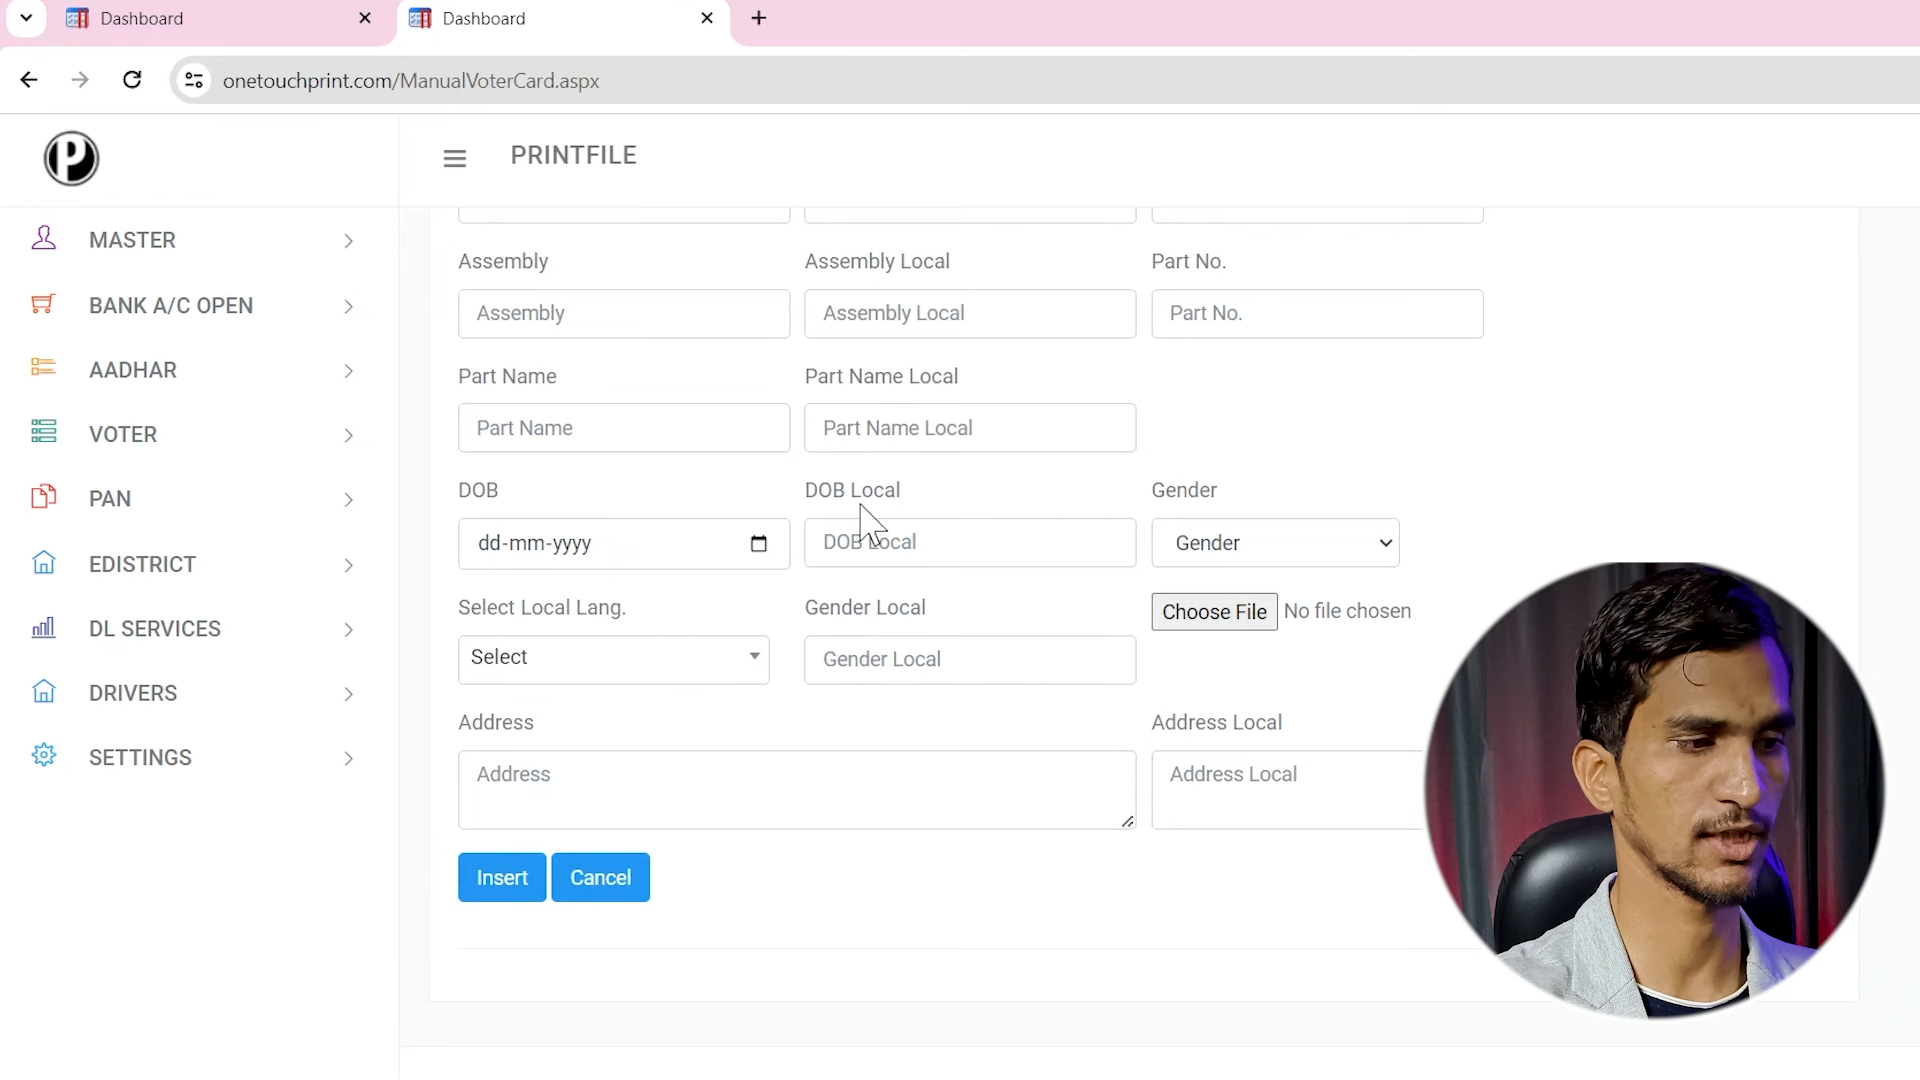 Dashboard
Dashboard
onetouchprint.com/ManualVoterCard.aspx
P
PRINTFILE
MASTER
BANK A/C OPEN
AADHAR
VOTER
PAN
EDISTRICT
DL SERVICES
DRIVERS
SETTINGS
Assembly
Assembly Local
Part No.
Assembly
Assembly Local
Part No.
Part Name
Part Name Local
Part Name
Part Name Local
DOB
DOB Local
Gender
dd-mm-yyyy
DOB Local
Gender
Select Local Lang.
Gender Local
Choose File No file chosen
Select
Gender Local
Address
Address Local
Address
Address Local
Insert
Cancel